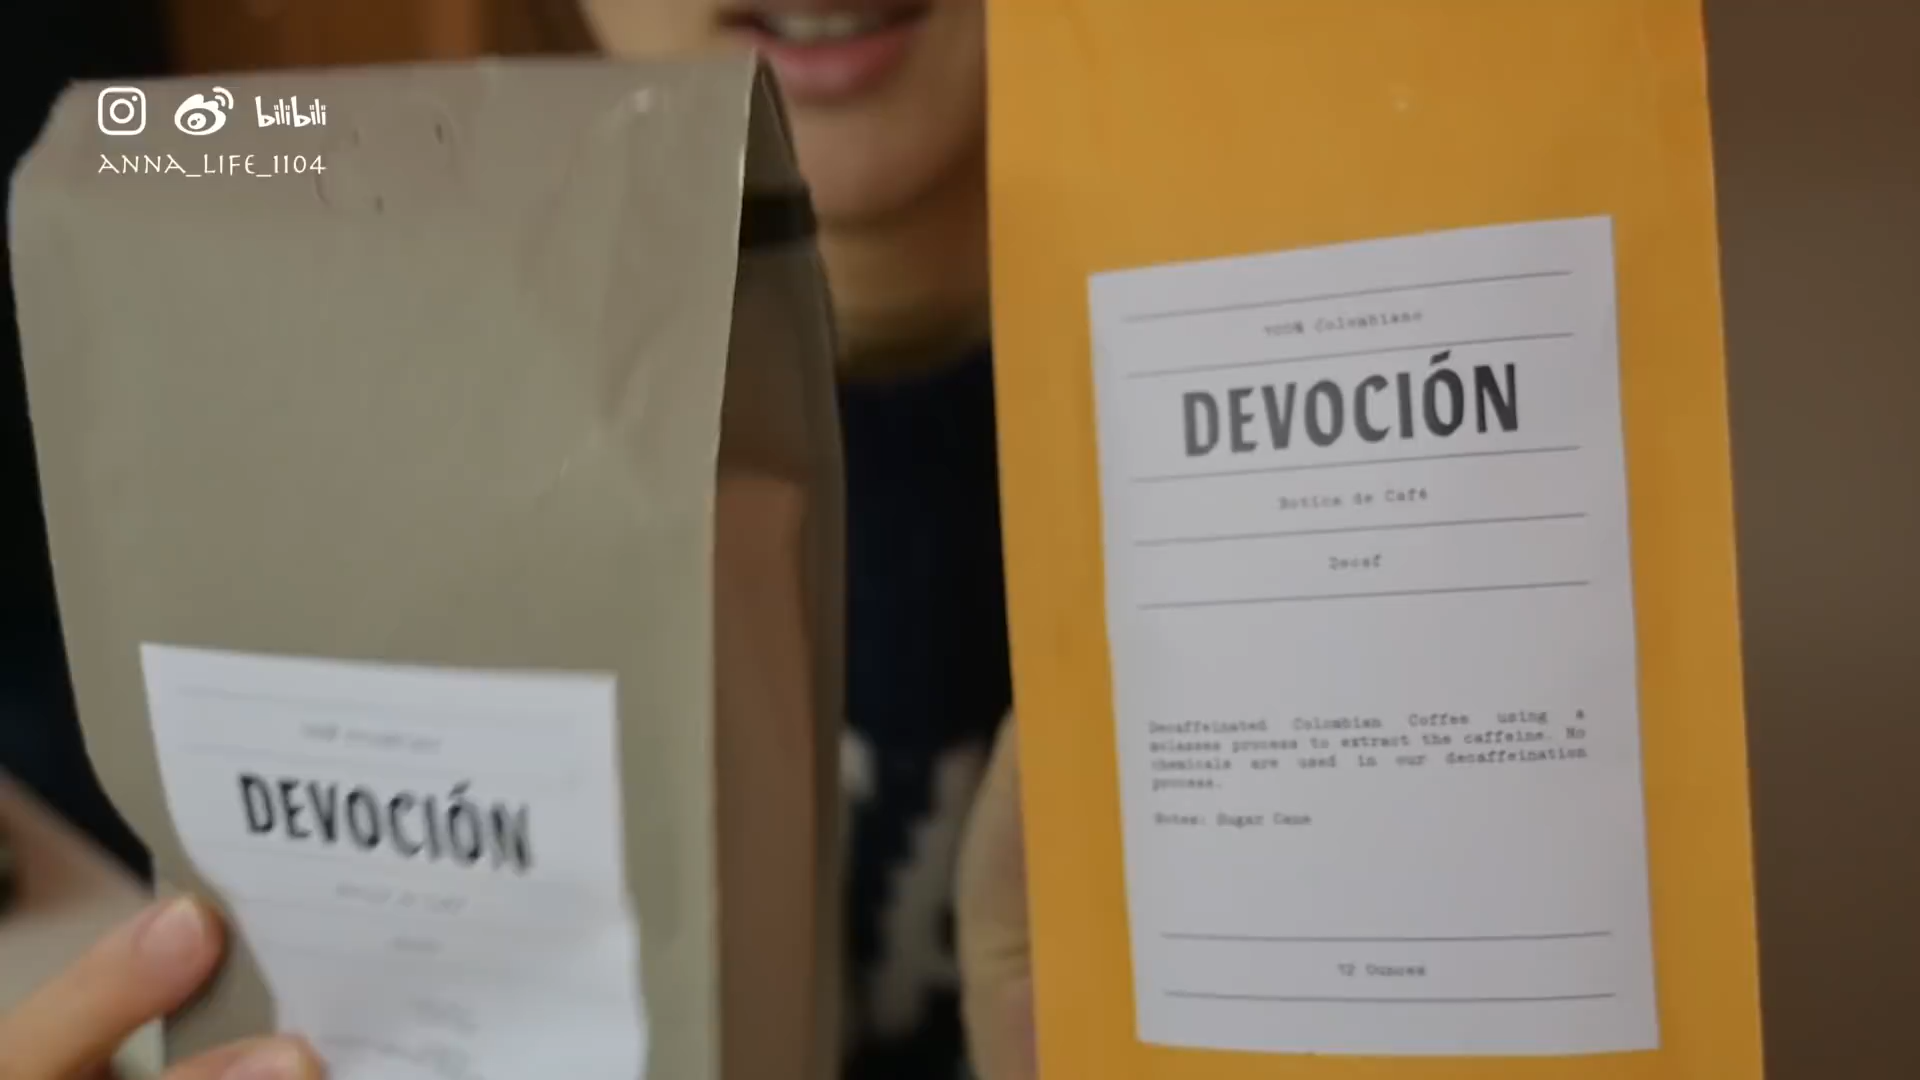 bilibili
ANNA_LIFE_1104
100% Colombiano
DEVOCIÓN
Botica de Café
Decaf
Decaffeinated Colombian Coffee using a
molasses process to extract the caffeine. No
chemicals are used in our decaffeination
process.
Notes: Sugar Cane
12 Ounces
DEVOCIÓN